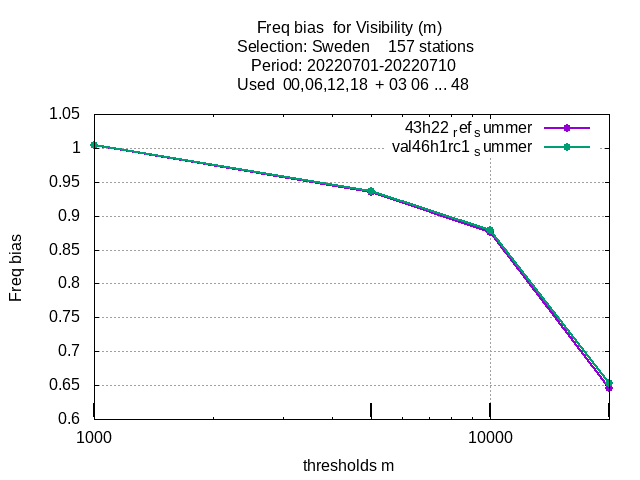 Freq bias for Visibility (m)
Selection: Sweden 157 stations
Period: 20220701-20220710
Used 00,06,12,18 + 03 06 ... 48
43h22 ref summer
val46h1rc1 summer
1.05
1
0.95
0.9
0.85
0.8
0.75
0.7
0.65
0.6
Freq bias
1000
10000
thresholds m